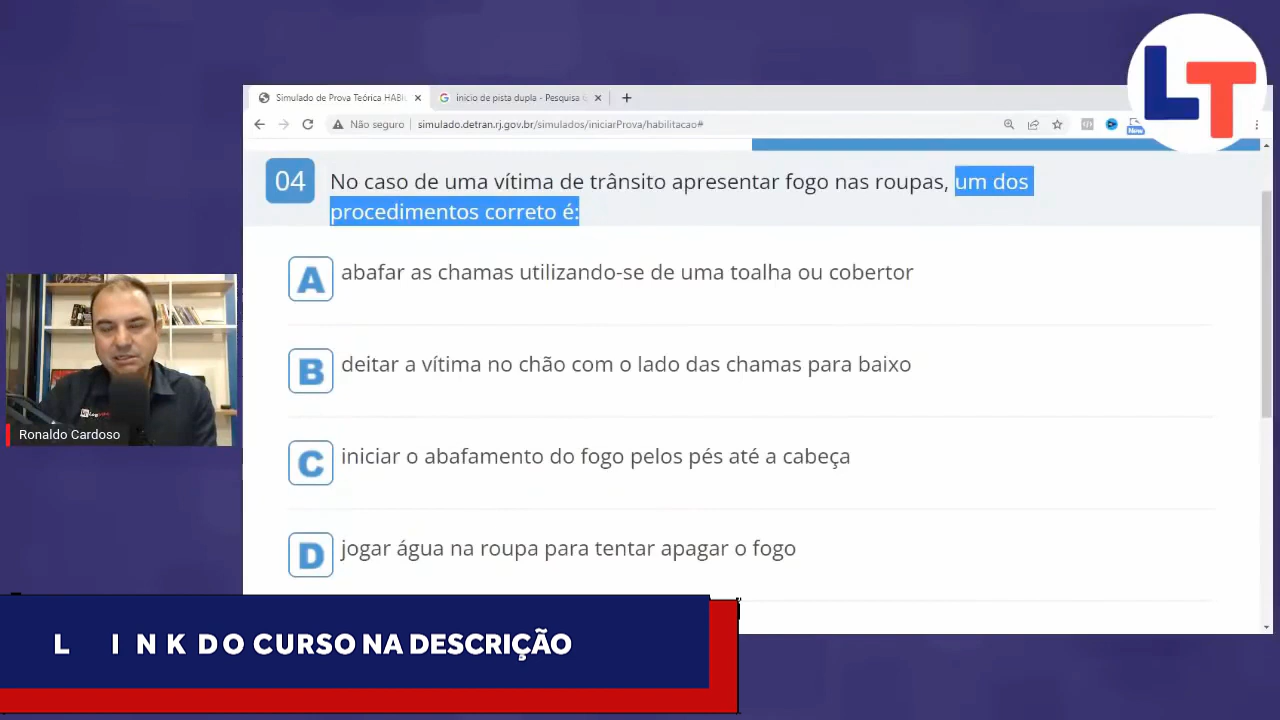 LT
Simulado de Prova Teórica HABI
inicio de pista dupla - Pesquisa
Não seguro
simulado.detran.rj.gov.br/simulados/iniciarProva/habilitacao#
New
04
No caso de uma vítima de trânsito apresentar fogo nas roupas, um dos
procedimentos correto é:
A abafar as chamas utilizando-se de uma toalha ou cobertor
B deitar a vítima no chão com o lado das chamas para baixo
C iniciar o abafamento do fogo pelos pés até a cabeça
D jogar água na roupa para tentar apagar o fogo
Ronaldo Cardoso
L I N K D O CURSO NA DESCRIÇÃO